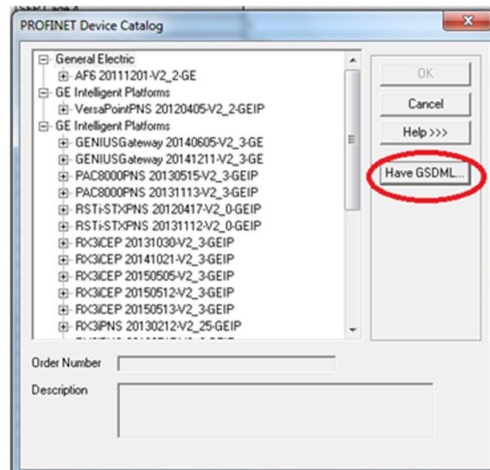 PROFINET Device Catalog
General Electric
AF6 20111201-V2_2-GE
GE Intelligent Platforms
VersaPointPNS 20120405-V2_2-GEIP
GE Intelligent Platforms
GENIUSGateway 20140605-V2_3-GE
GENIUSGateway 20141211-V2_3-GE
PAC8000PNS 20130515-V2_3-GEIP
PAC8000PNS 20131113-V2_3-GEIP
RSTi-STXPNS 20120417-V2_0-GEIP
RSTi-STXPNS 20131112-V2_0-GEIP
RX3iCEP 20131030-V2_3-GEIP
RX3iCEP 20141021-V2_3-GEIP
RX3iCEP 20150505-V2_3-GEIP
RX3iCEP 20150512-V2_3-GEIP
RX3iCEP 20150513-V2_3-GEIP
RX3iPNS 20130212-V2_25-GEIP
OK
Cancel
Help >>>
Have GSDML...
Order Number
Description